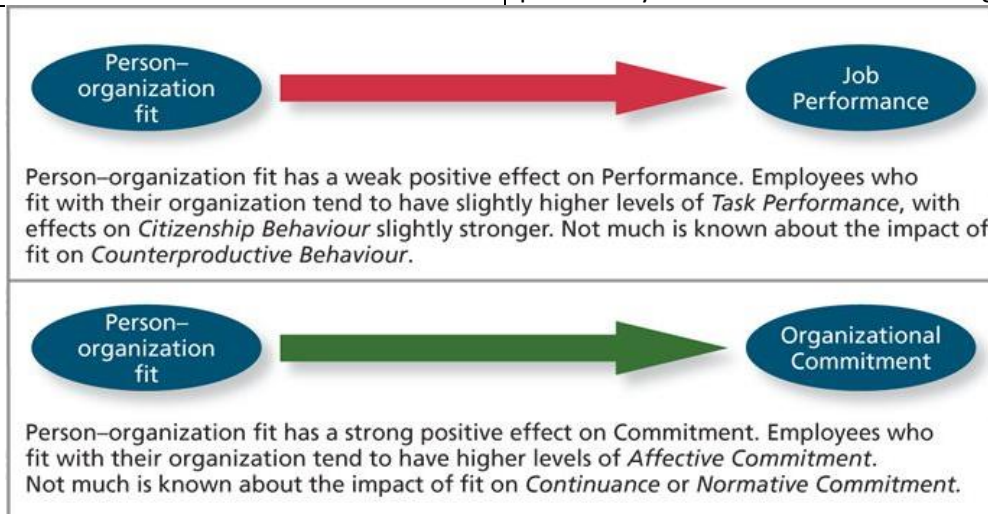 Person–
organization
fit
Job
Performance
Person–organization fit has a weak positive effect on Performance. Employees who
fit with their organization tend to have slightly higher levels of Task Performance, with
effects on Citizenship Behaviour slightly stronger. Not much is known about the impact of
fit on Counterproductive Behaviour.
Person–
organization
fit
Organizational
Commitment
Person–organization fit has a strong positive effect on Commitment. Employees who
fit with their organization tend to have higher levels of Affective Commitment.
Not much is known about the impact of fit on Continuance or Normative Commitment.